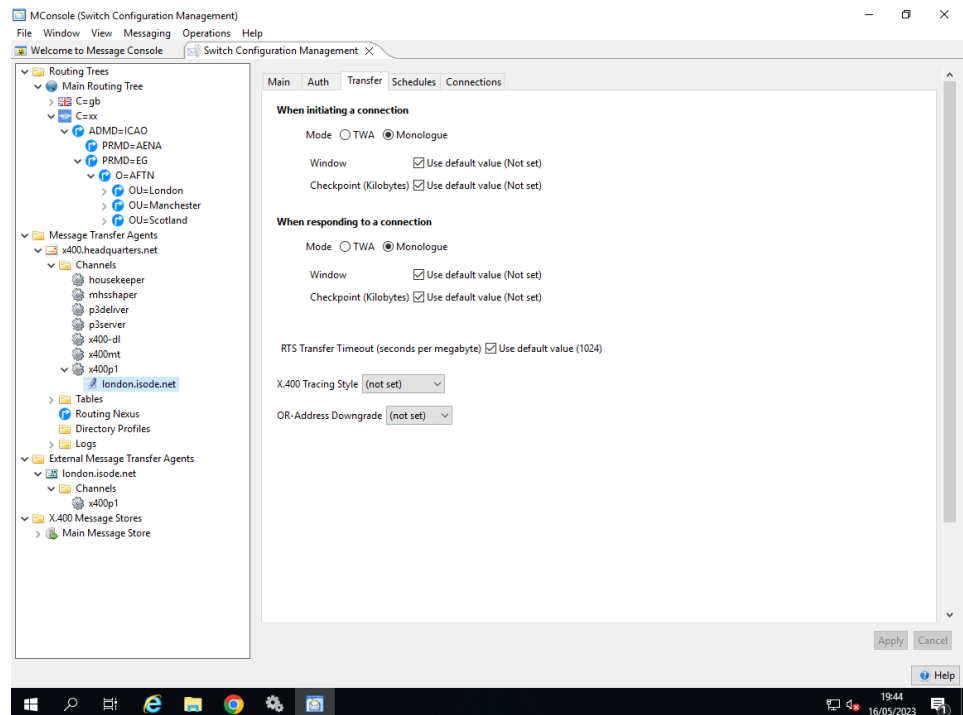 MConsole (Switch Configuration Management)
File Window View Messaging Operations Help
Welcome to Message Console
Switch Configuration Management
Routing Trees
Main Routing Tree
C=gb
C=xx
ADMD=ICAO
PRMD=AENA
PRMD=EG
O=AFTN
OU=London
OU=Manchester
OU=Scotland
Message Transfer Agents
x400.headquarters.net
Channels
housekeeper
mhsshaper
p3deliver
p3server
x400-dl
x400mt
x400p1
london.isode.net
Tables
Routing Nexus
Directory Profiles
Logs
External Message Transfer Agents
london.isode.net
Channels
x400p1
X.400 Message Stores
Main Message Store
Main Auth Transfer Schedules Connections
When initiating a connection
Mode TWA Monologue
Window Use default value (Not set)
Checkpoint (Kilobytes) Use default value (Not set)
When responding to a connection
Mode TWA Monologue
Window Use default value (Not set)
Checkpoint (Kilobytes) Use default value (Not set)
RTS Transfer Timeout (seconds per megabyte) Use default value (1024)
X.400 Tracing Style (not set)
OR-Address Downgrade (not set)
Apply Cancel
Help
19:44
16/05/2023
1